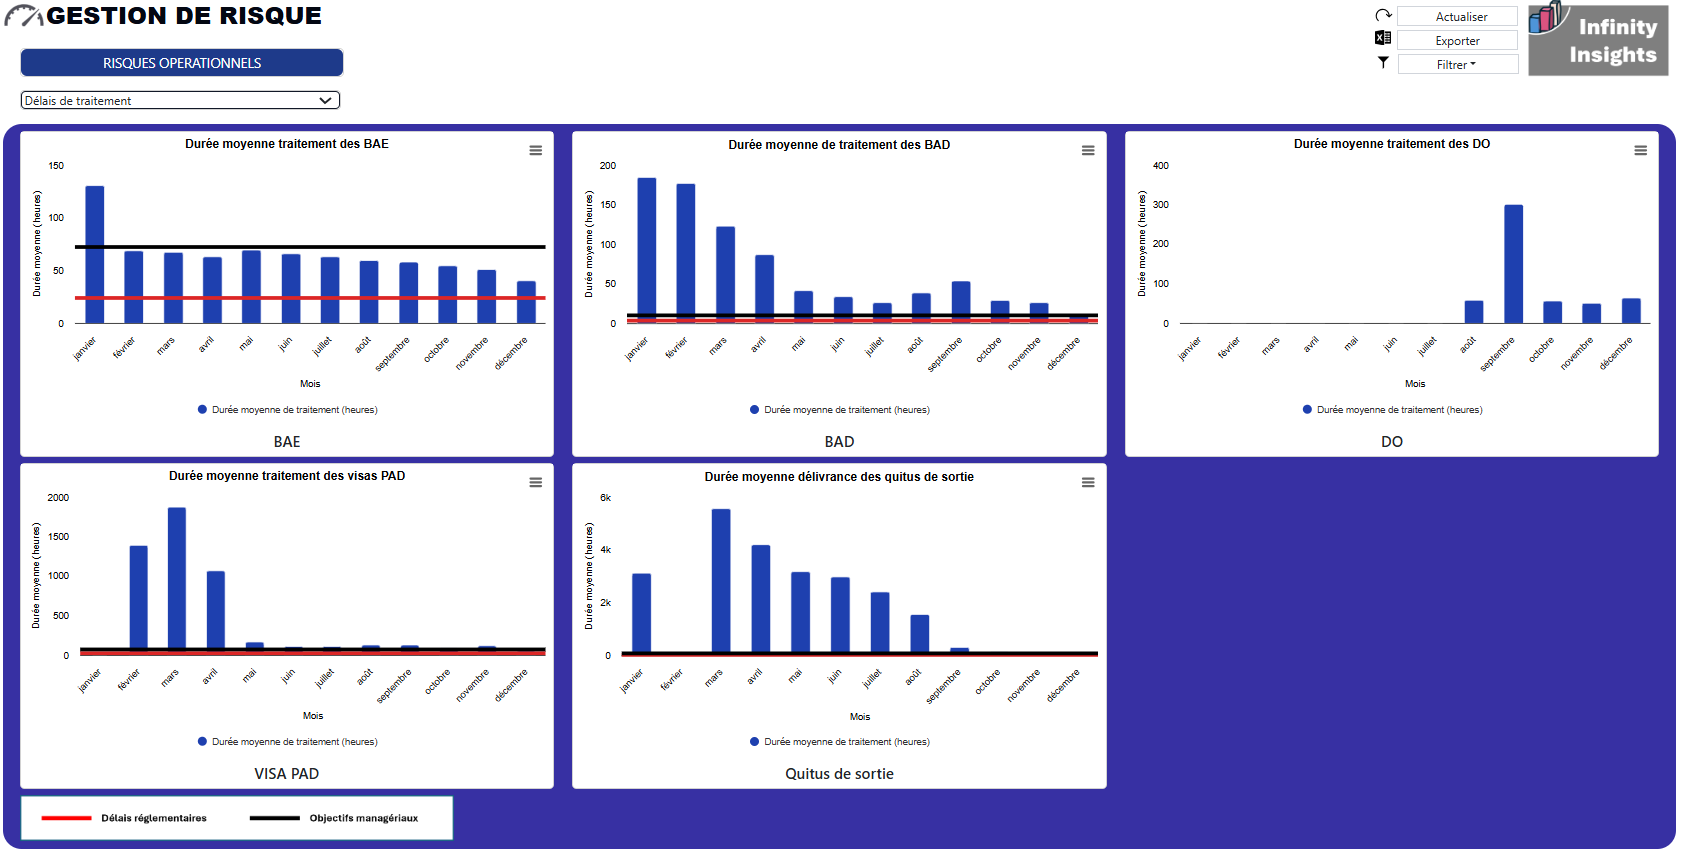 GESTION DE RISQUE
Actualiser
Exporter
Filtrer
Infinity
Insights
RISQUES OPERATIONNELS
Délais de traitement
Durée moyenne traitement des BAE
Durée moyenne (heures)
150
100
50
0
janvier
février
mars
avril
mai
juin
juillet
août
septembre
octobre
novembre
décembre
Mois
Durée moyenne de traitement (heures)
BAE
Durée moyenne de traitement des BAD
Durée moyenne (heures)
200
150
100
50
0
janvier
février
mars
avril
mai
juin
juillet
août
septembre
octobre
novembre
décembre
Durée moyenne de traitement (heures)
BAD
Durée moyenne traitement des DO
Durée moyenne (heures)
400
300
200
100
0
janvier
février
mars
avril
mai
juin
juillet
août
septembre
octobre
novembre
décembre
Mois
Durée moyenne de traitement (heures)
DO
Durée moyenne traitement des visas PAD
Durée moyenne (heures)
2000
1500
1000
500
0
janvier
février
mars
avril
mai
juin
juillet
août
septembre
octobre
novembre
décembre
Mois
Durée moyenne de traitement (heures)
VISA PAD
Durée moyenne délivrance des quitus de sortie
Durée moyenne (heures)
6k
4k
2k
0
janvier
février
mars
avril
mai
juin
juillet
août
septembre
octobre
novembre
décembre
Mois
Durée moyenne de traitement (heures)
Quitus de sortie
Délais réglementaires
Objectifs managériaux